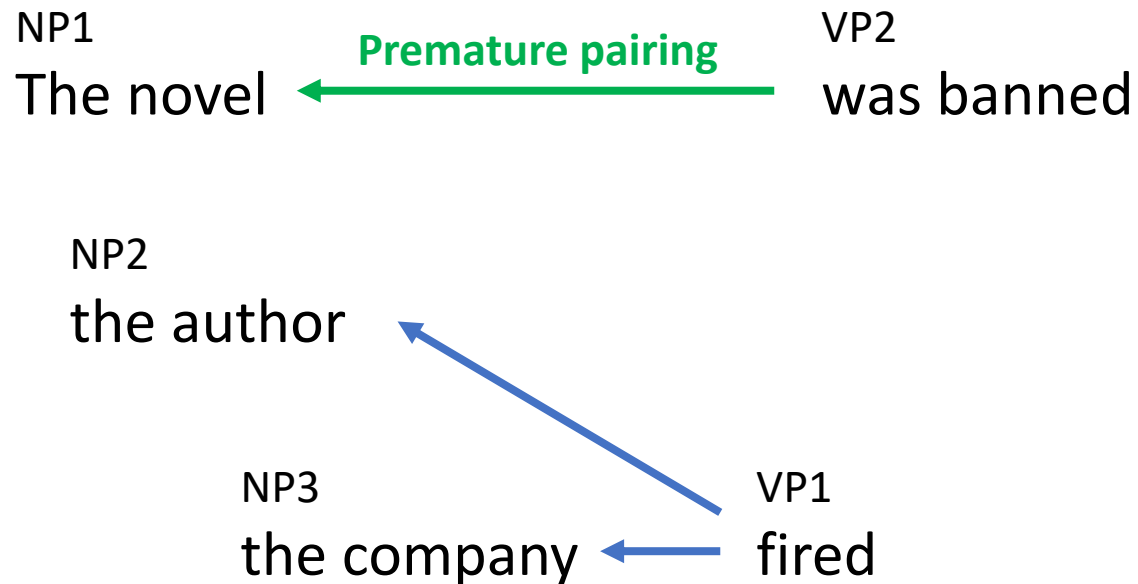 NP1
VP2
Premature pairing
The novel
was banned
NP2
the author
NP3
VP1
the company
fired